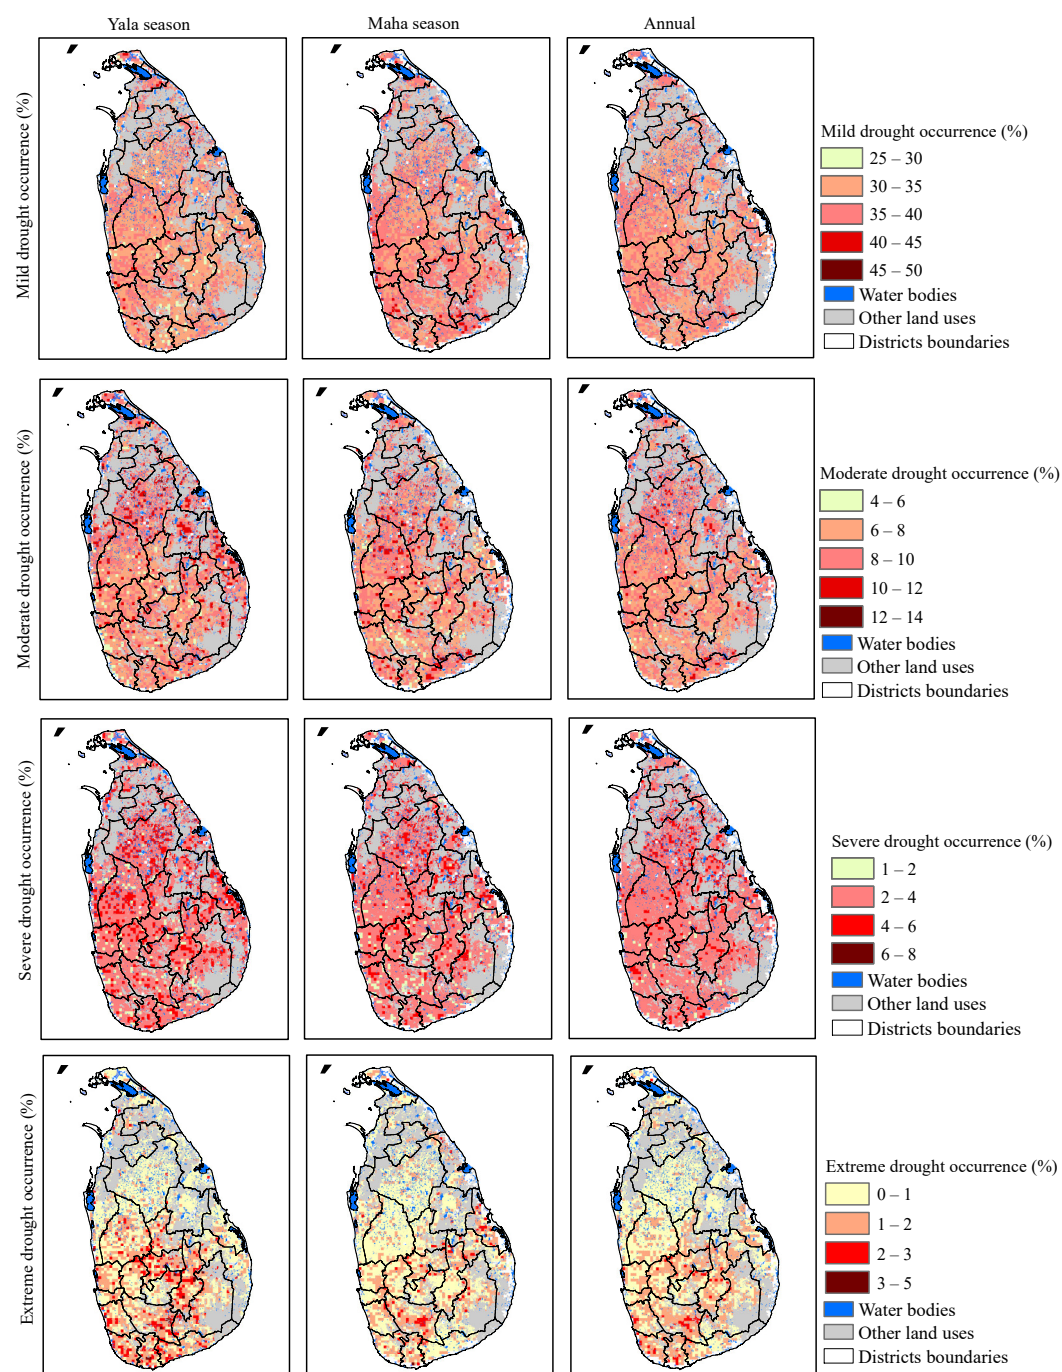 Yala season
Maha season
Annual
Mild drought occurrence (%)
Mild drought occurrence (%)
25 – 30
30 – 35
35 – 40
40 – 45
45 – 50
Water bodies
Other land uses
Districts boundaries
Moderate drought occurrence (%)
Moderate drought occurrence (%)
4 – 6
6 – 8
8 – 10
10 – 12
12 – 14
Water bodies
Other land uses
Districts boundaries
Severe drought occurrence (%)
Severe drought occurrence (%)
1 – 2
2 – 4
4 – 6
6 – 8
Water bodies
Other land uses
Districts boundaries
Extreme drought occurrence (%)
Extreme drought occurrence (%)
0 – 1
1 – 2
2 – 3
3 – 5
Water bodies
Other land uses
Districts boundaries